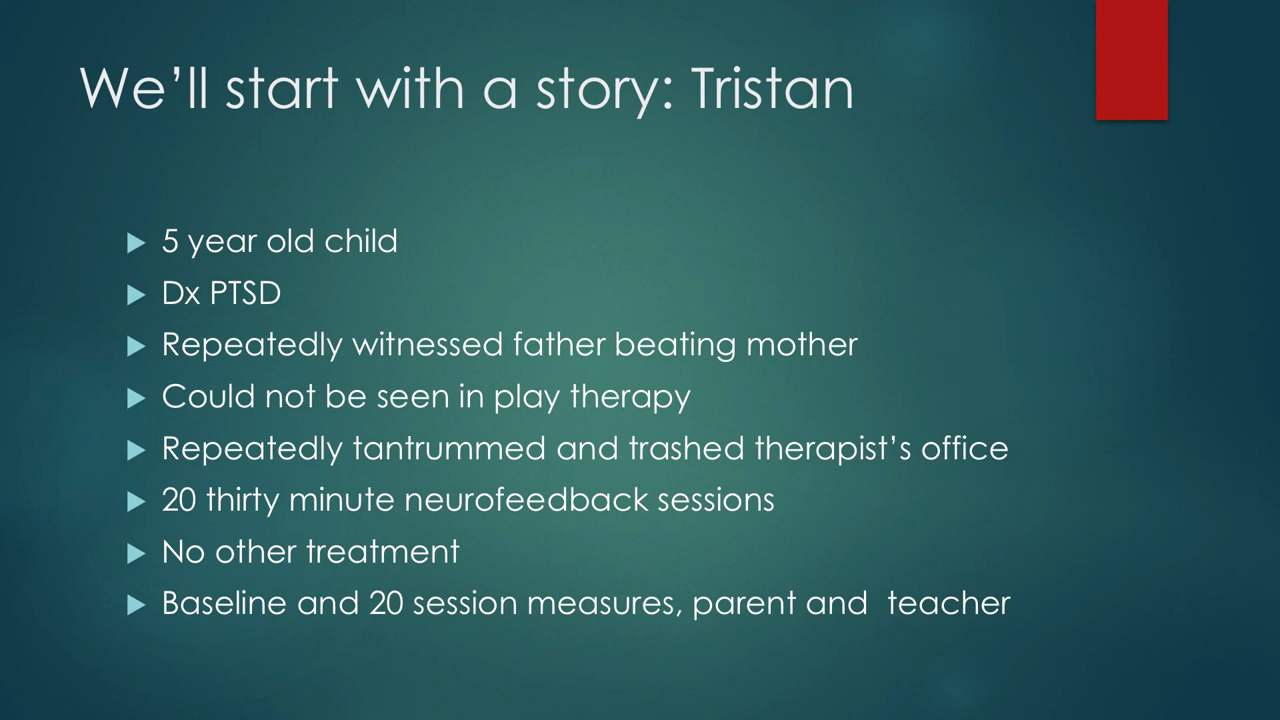 We’ll start with a story: Tristan
5 year old child
Dx PTSD
Repeatedly witnessed father beating mother
Could not be seen in play therapy
Repeatedly tantrummed and trashed therapist’s office
20 thirty minute neurofeedback sessions
No other treatment
Baseline and 20 session measures, parent and  teacher